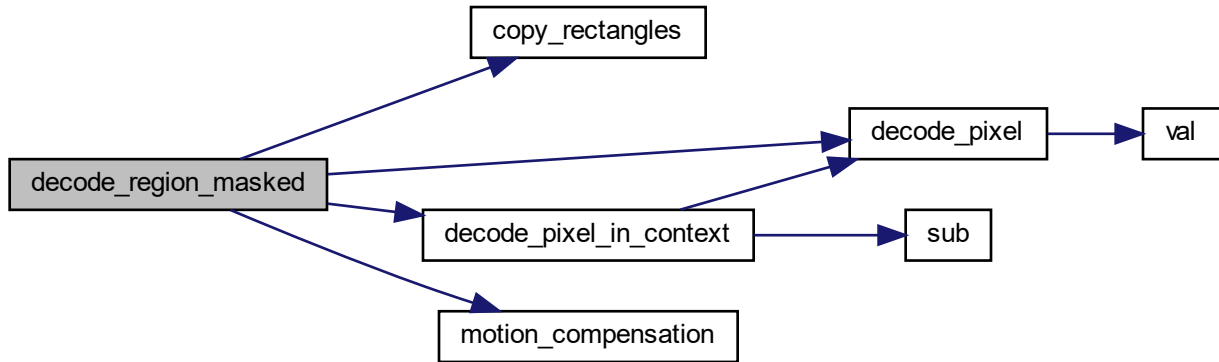 copy_rectangles
decode_pixel
val
decode_region_masked
decode_pixel_in_context
sub
motion_compensation